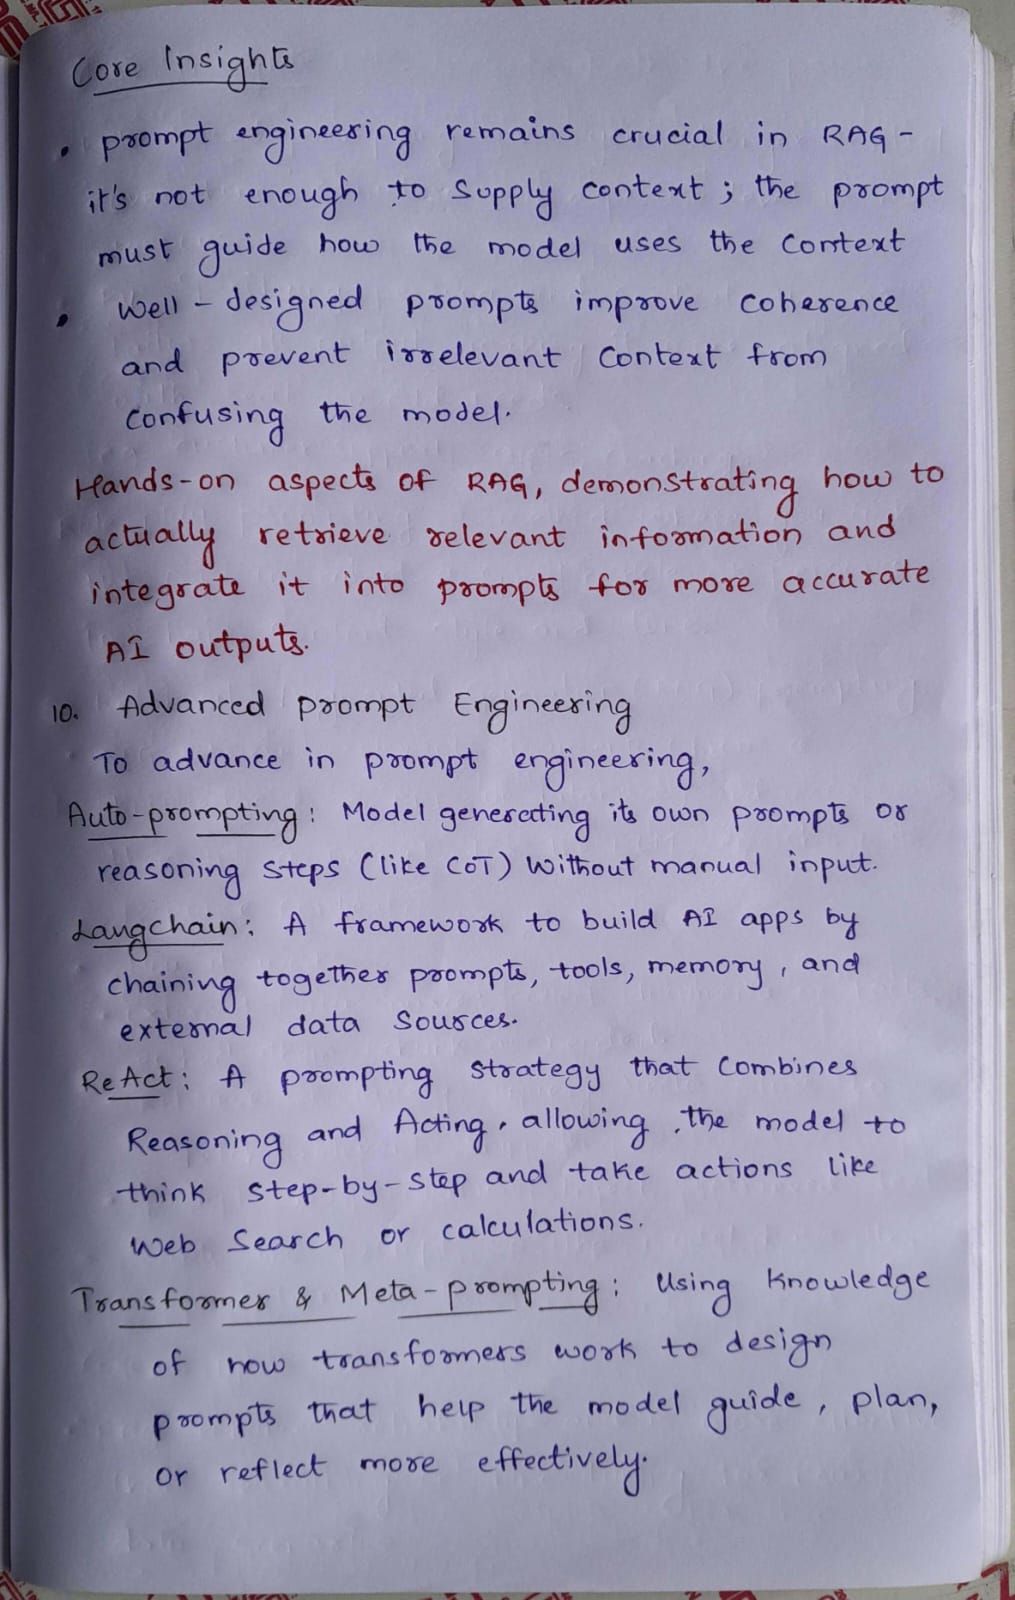 Core Insights
• prompt engineering remains crucial in RAG -
it's not enough to supply context ; the prompt
must guide how the model uses the context
• well - designed prompts improve coherence
and prevent irrelevant context from
confusing the model.
Hands-on aspects of RAG, demonstrating how to
actually retrieve relevant information and
integrate it into prompts for more accurate
AI outputs.
10. Advanced prompt Engineering
To advance in prompt engineering,
Auto-prompting : Model generating its own prompts or
reasoning steps (like COT) without manual input.
Langchain : A framework to build AI apps by
chaining together prompts, tools, memory, and
external data sources.
ReAct : A prompting strategy that combines
Reasoning and Acting, allowing the model to
think step-by-step and take actions like
web search or calculations.
Transformer & Meta-prompting : Using knowledge
of how transformers work to design
prompts that help the model guide, plan,
or reflect more effectively.